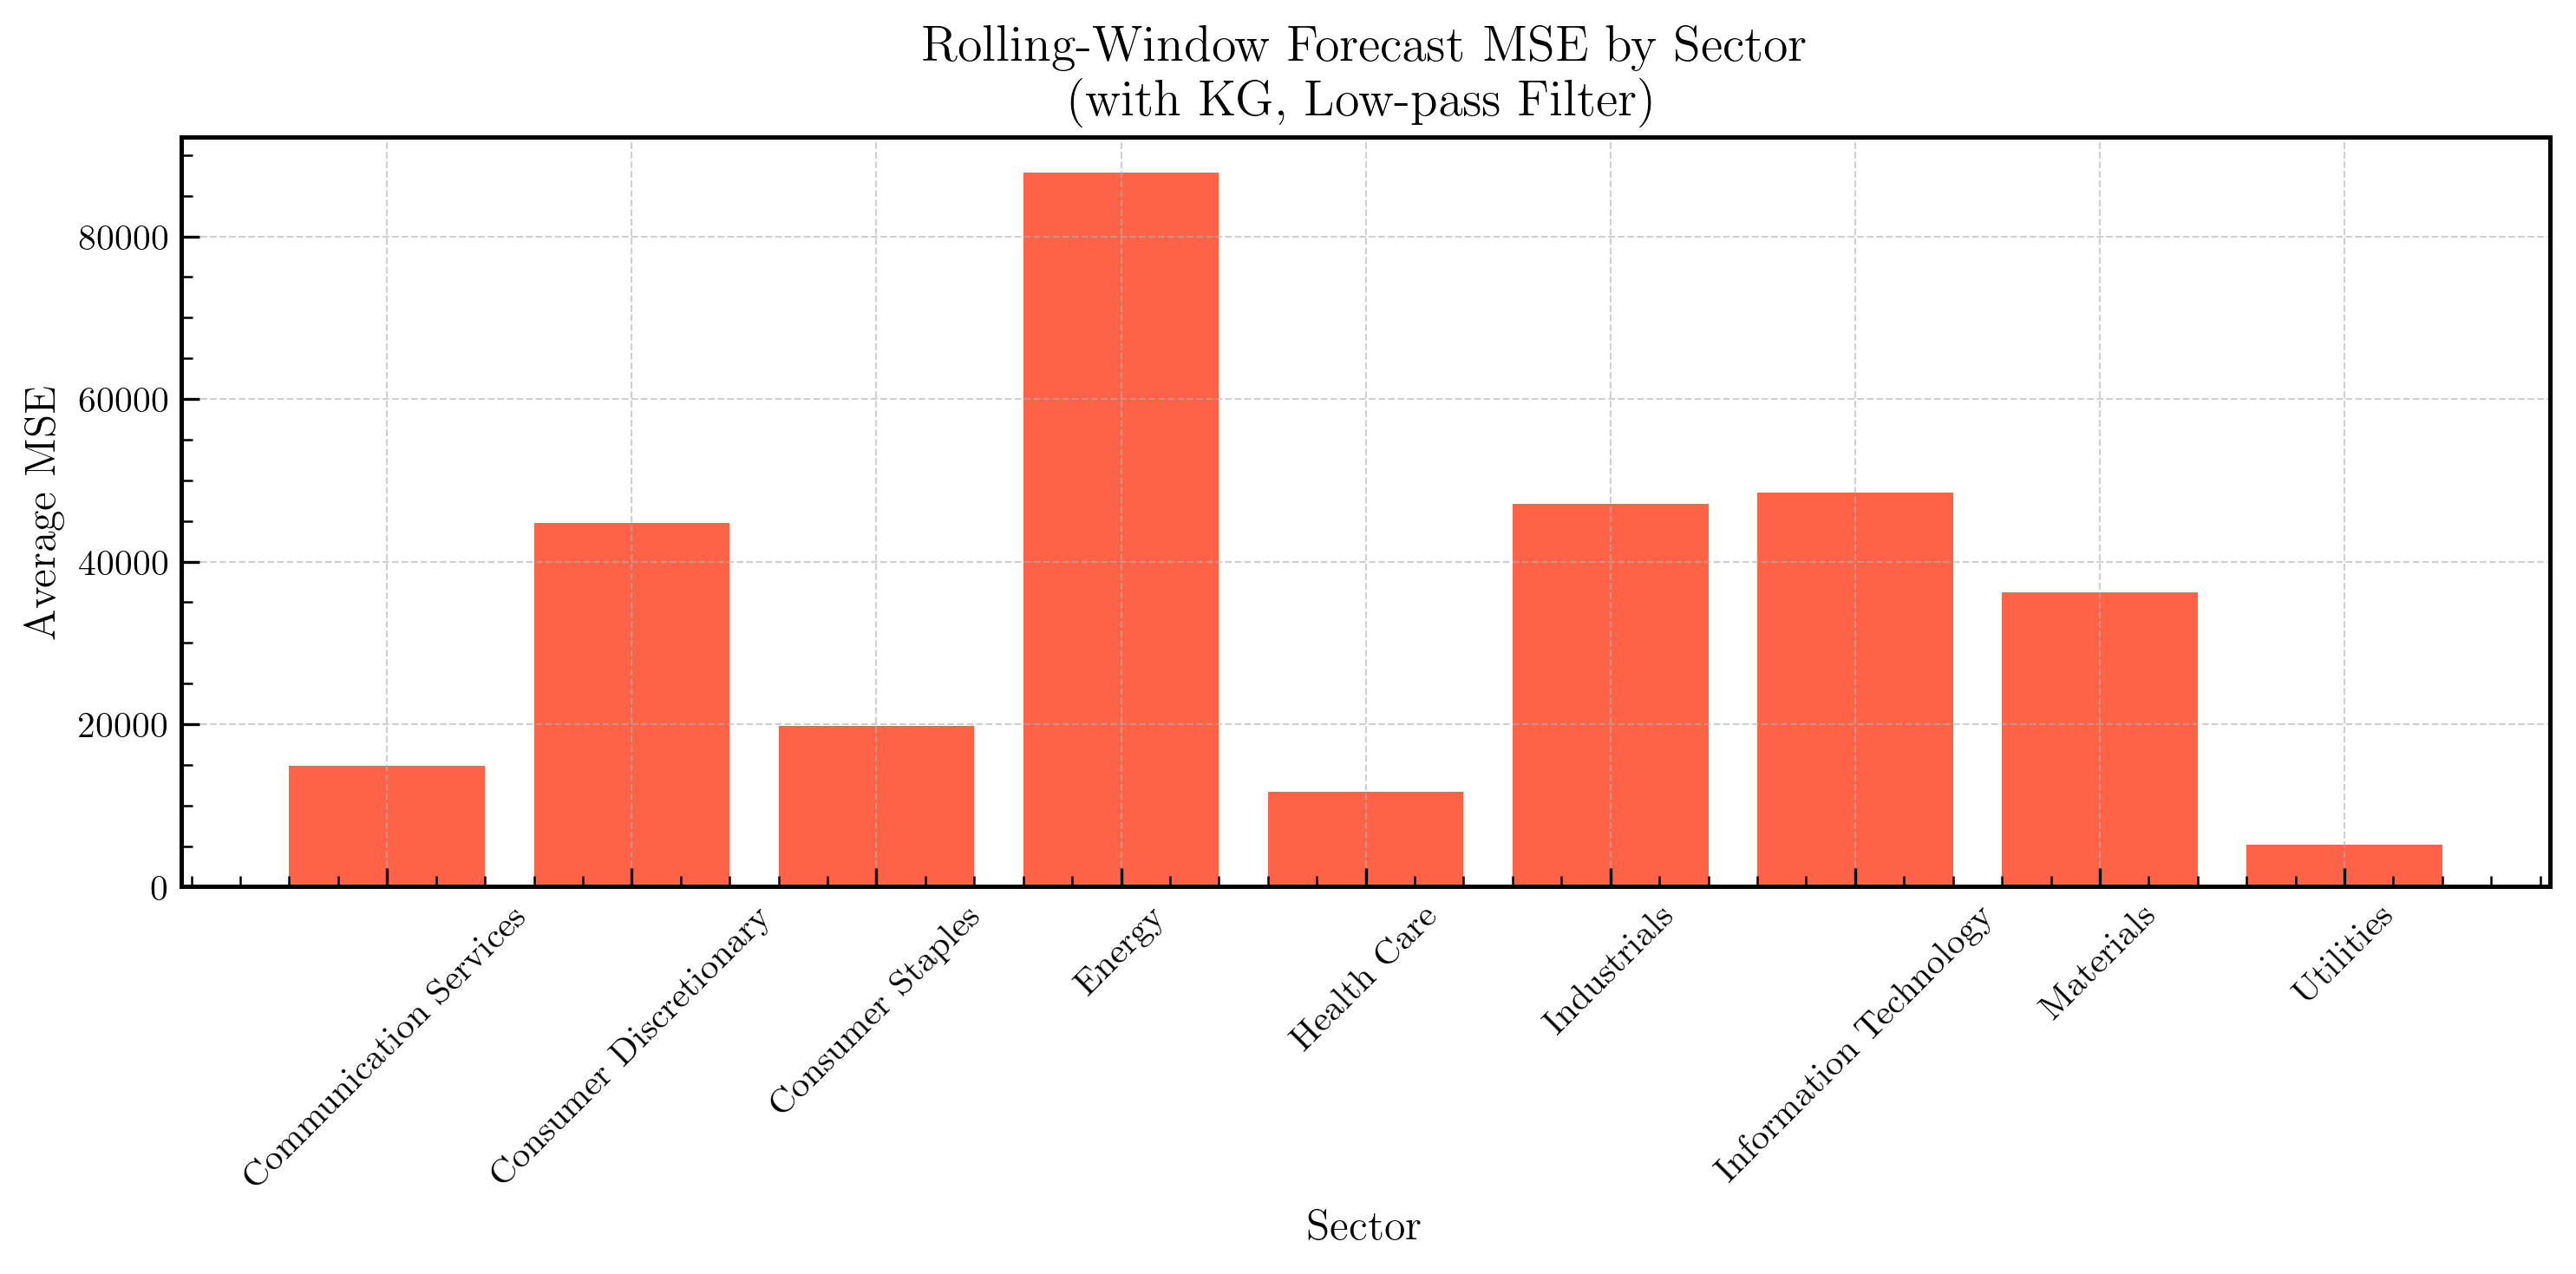 Rolling-Window Forecast MSE by Sector
(with KG, Low-pass Filter)
Average MSE
80000
60000
40000
20000
0
Communication Services
Consumer Discretionary
Consumer Staples
Energy
Health Care
Industrials
Information Technology
Materials
Utilities
Sector